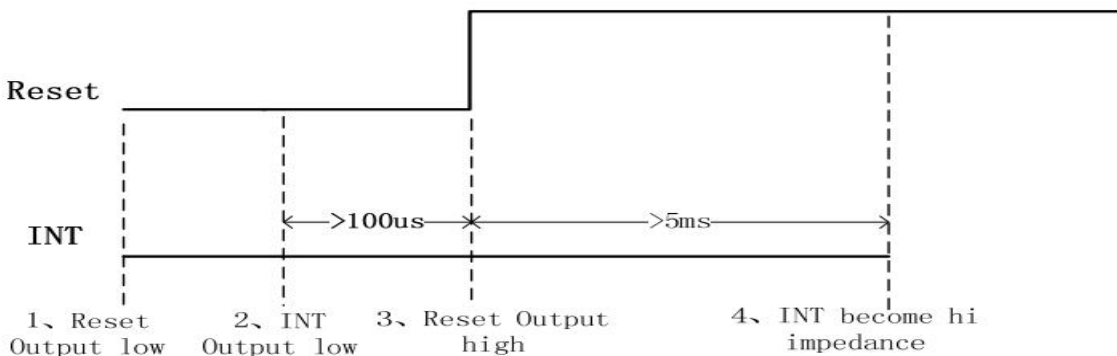 Reset
>100us
>5ms
INT
1、Reset
Output low
2、INT
Output low
3、Reset Output
high
4、INT become hi
impedance